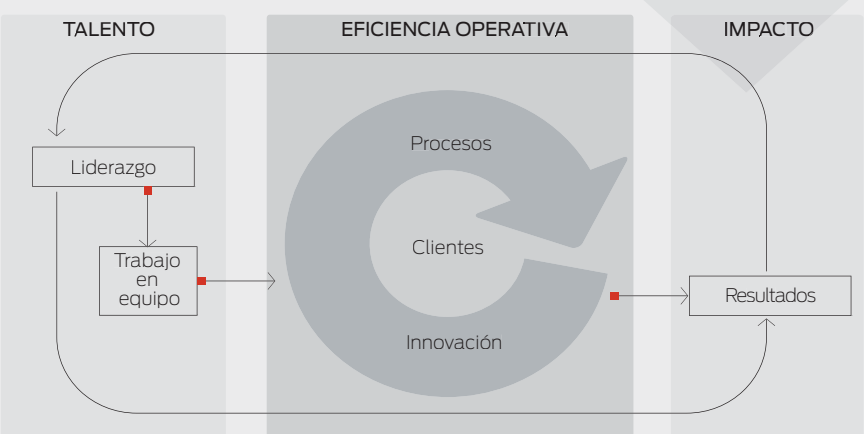 TALENTO
EFICIENCIA OPERATIVA
IMPACTO
Procesos
Liderazgo
Clientes
Trabajo
en
equipo
Resultados
Innovación